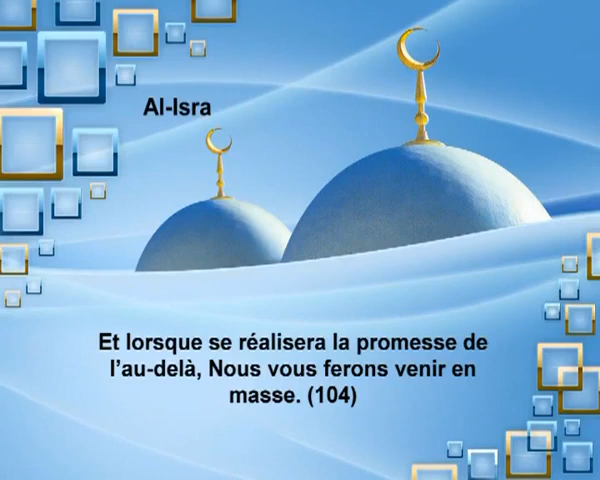 Al-Isra
Et lorsque se réalisera la promesse de
l’au-delà, Nous vous ferons venir en
masse. (104)